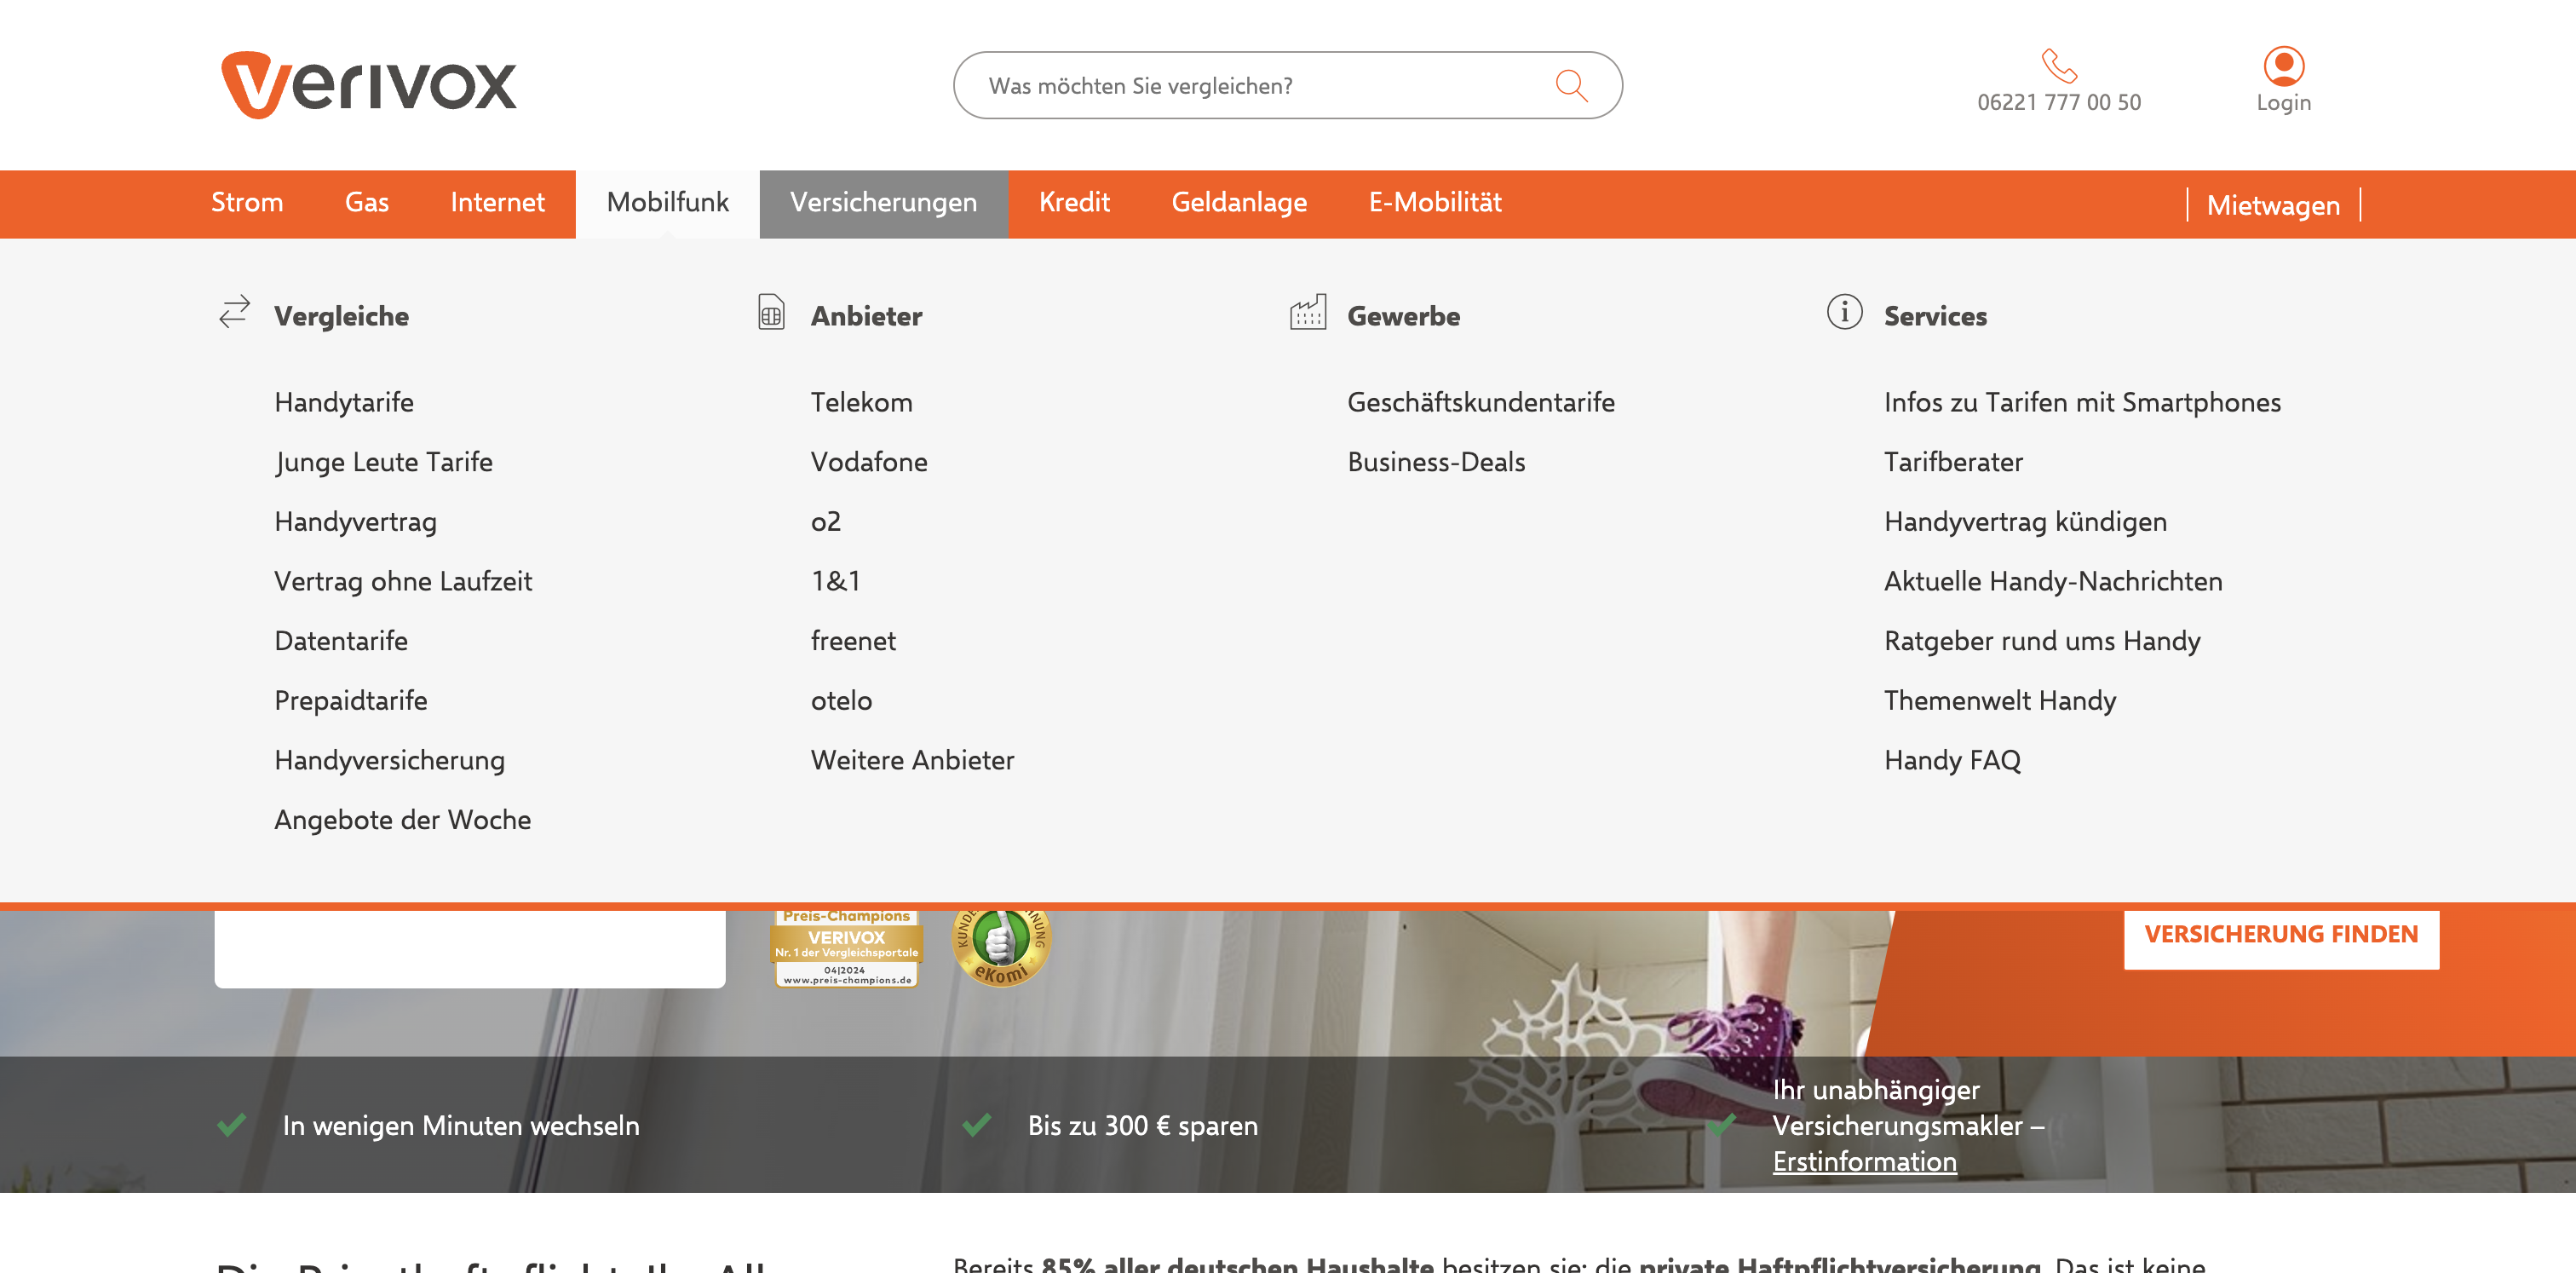 verivox
Was möchten Sie vergleichen?
06221 777 00 50
Login
Strom
Gas
Internet
Mobilfunk
Versicherungen
Kredit
Geldanlage
E-Mobilität
Mietwagen
Vergleiche
Handytarife
Junge Leute Tarife
Handyvertrag
Vertrag ohne Laufzeit
Datentarife
Prepaidtarife
Handyversicherung
Angebote der Woche
Anbieter
Telekom
Vodafone
o2
1&1
freenet
otelo
Weitere Anbieter
Gewerbe
Geschäftskundentarife
Business-Deals
Services
Infos zu Tarifen mit Smartphones
Tarifberater
Handyvertrag kündigen
Aktuelle Handy-Nachrichten
Ratgeber rund ums Handy
Themenwelt Handy
Handy FAQ
Preis-Champions
VERIVOX
Nr. 1 der Vergleichsportale
04|2024
www.preis-champions.de
eKomi
VERSICHERUNG FINDEN
In wenigen Minuten wechseln
Bis zu 300 € sparen
Ihr unabhängiger
Versicherungsmakler –
Erstinformation
Bereits 85% aller deutschen Haushalte besitzen sie: die private Haftpflichtversicherung. Das ist keine